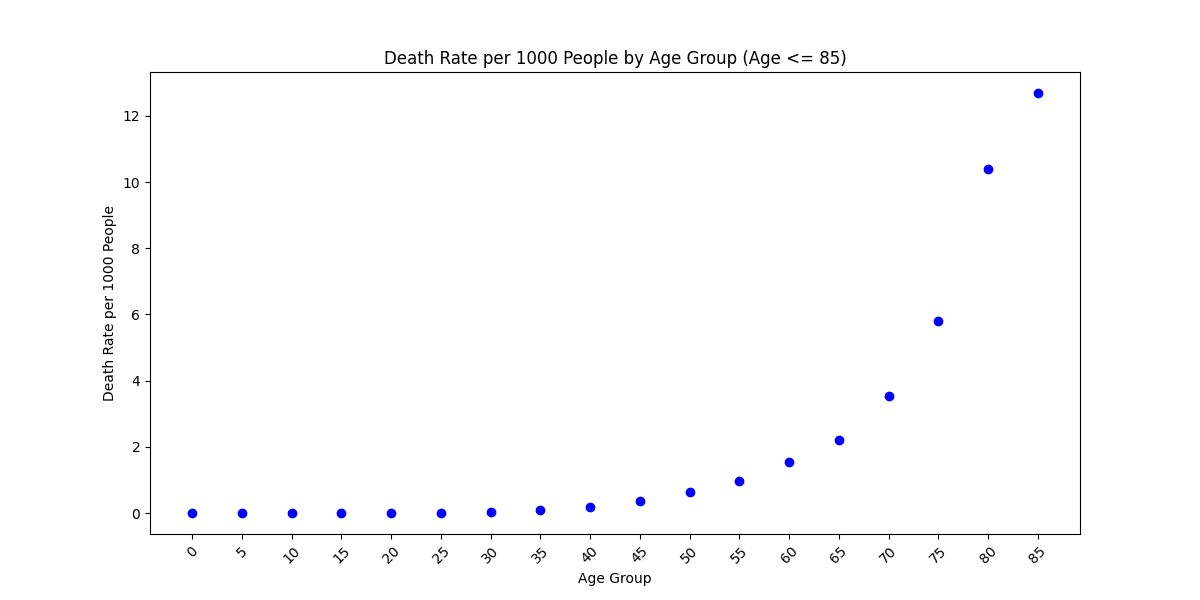 Death Rate per 1000 People by Age Group (Age <= 85)
Death Rate per 1000 People
12
10
8
6
4
2
0
0 5 10 15 20 25 30 35 40 45 50 55 60 65 70 75 80 85
Age Group